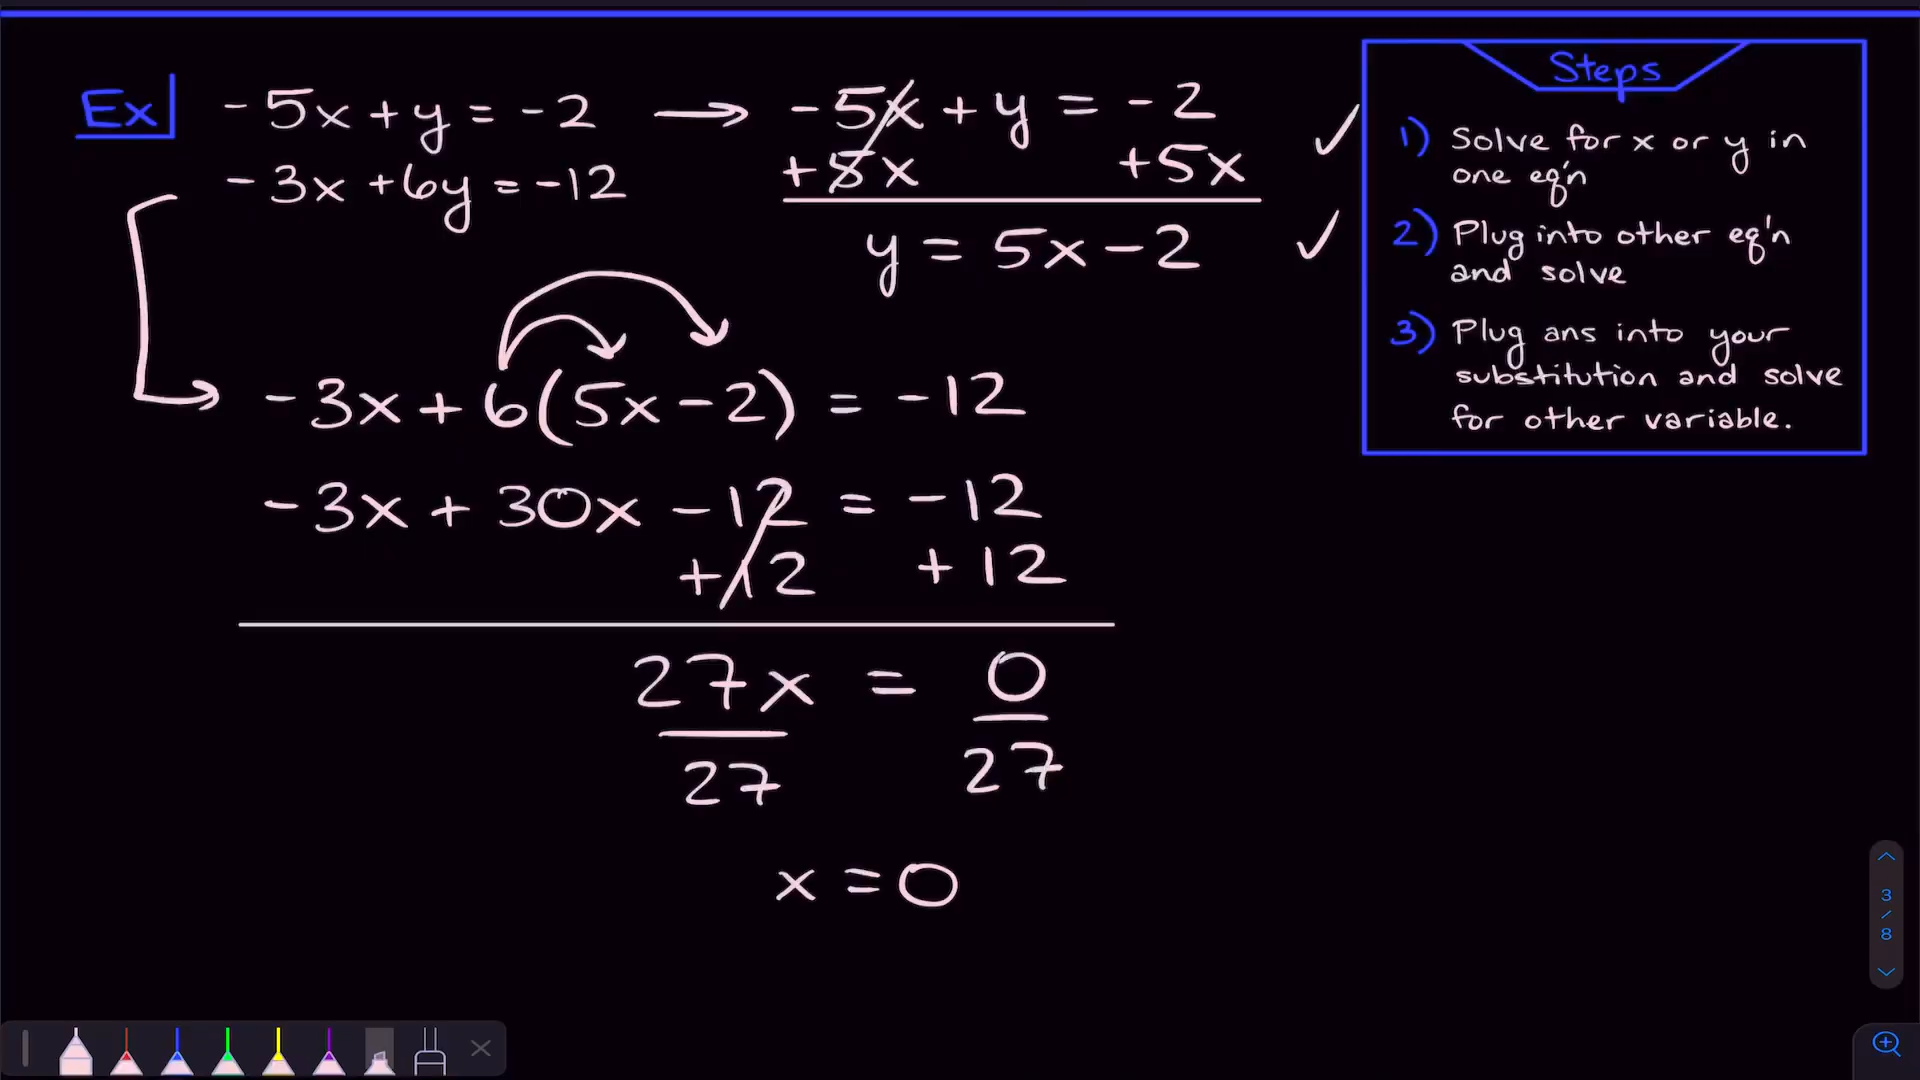 Ex
-5x + y = -2 → -5x + y = -2 ✓
-3x + 6y = -12
+5x +5x
y = 5x - 2 ✓
-3x + 6(5x - 2) = -12
-3x + 30x - 12 = -12
+12 +12
27x = 0
27 27
x = 0
Steps
1) Solve for x or y in
one eq'n
2) Plug into other eq'n
and solve
3) Plug ans into your
substitution and solve
for other variable.
3
/
8